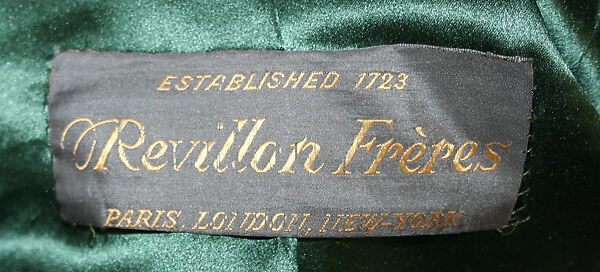 ESTABLISHED 1723
Revillon Frères
PARIS, LONDON, NEW-YORK